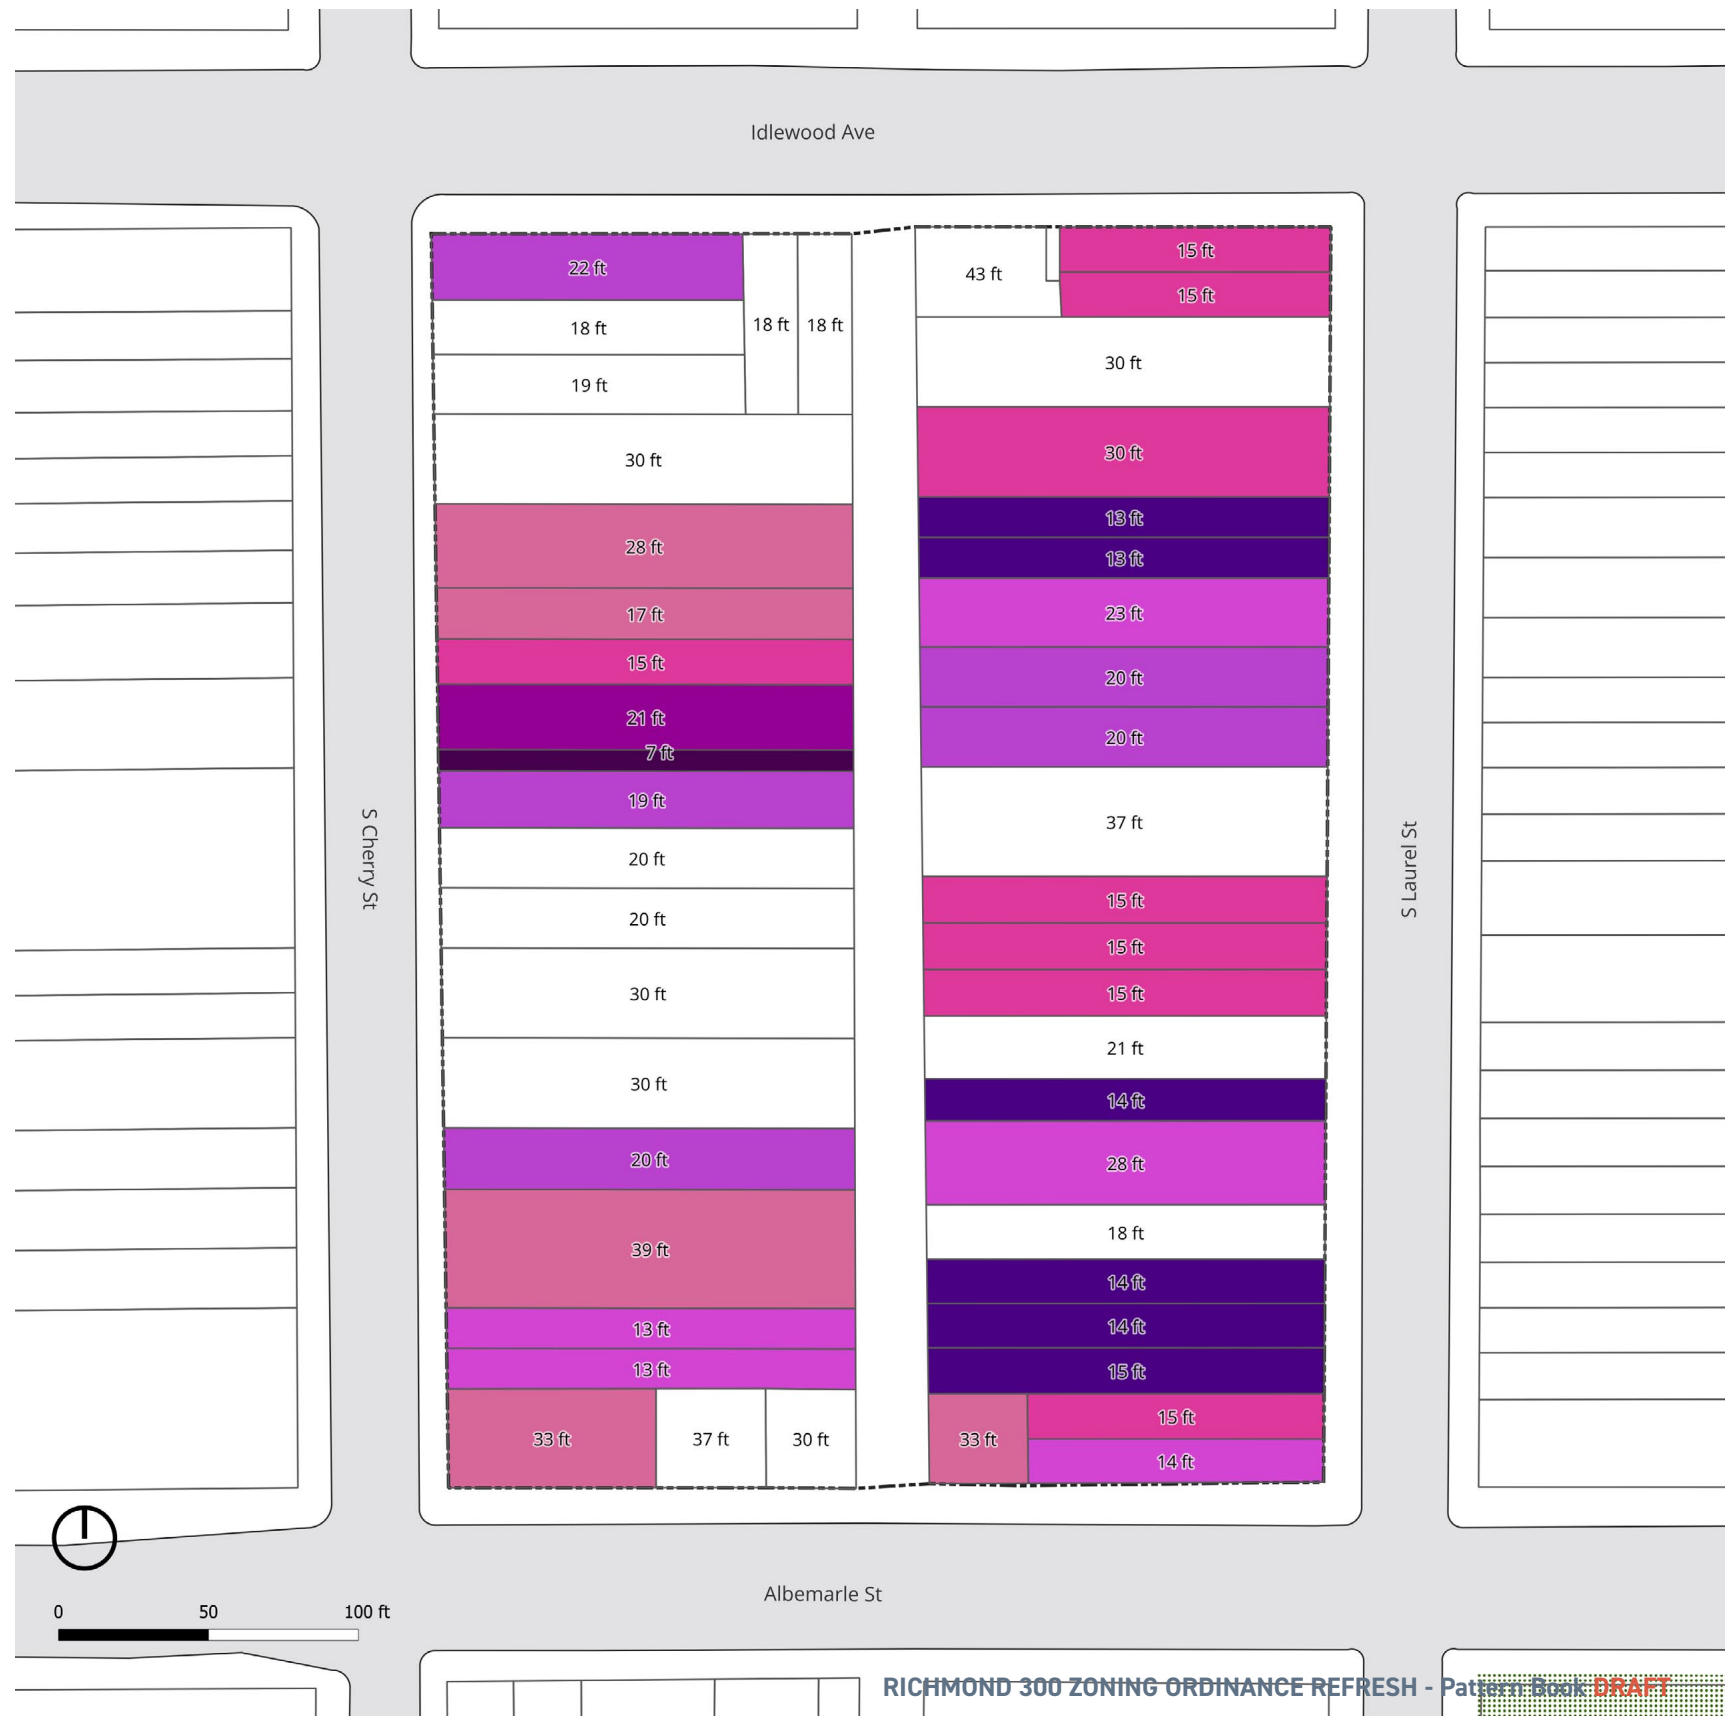 Idlewood Ave
22 ft
18 ft
19 ft
18 ft
18 ft
30 ft
28 ft
17 ft
15 ft
21 ft
7 ft
19 ft
20 ft
20 ft
30 ft
30 ft
20 ft
39 ft
13 ft
13 ft
33 ft
37 ft
30 ft
43 ft
15 ft
15 ft
30 ft
30 ft
13 ft
13 ft
23 ft
20 ft
20 ft
37 ft
15 ft
15 ft
15 ft
21 ft
14 ft
28 ft
18 ft
14 ft
14 ft
15 ft
33 ft
15 ft
14 ft
S Cherry St
S Laurel St
Albemarle St
0 50 100 ft
RICHMOND 300 ZONING ORDINANCE REFRESH - Pattern Book DRAFT